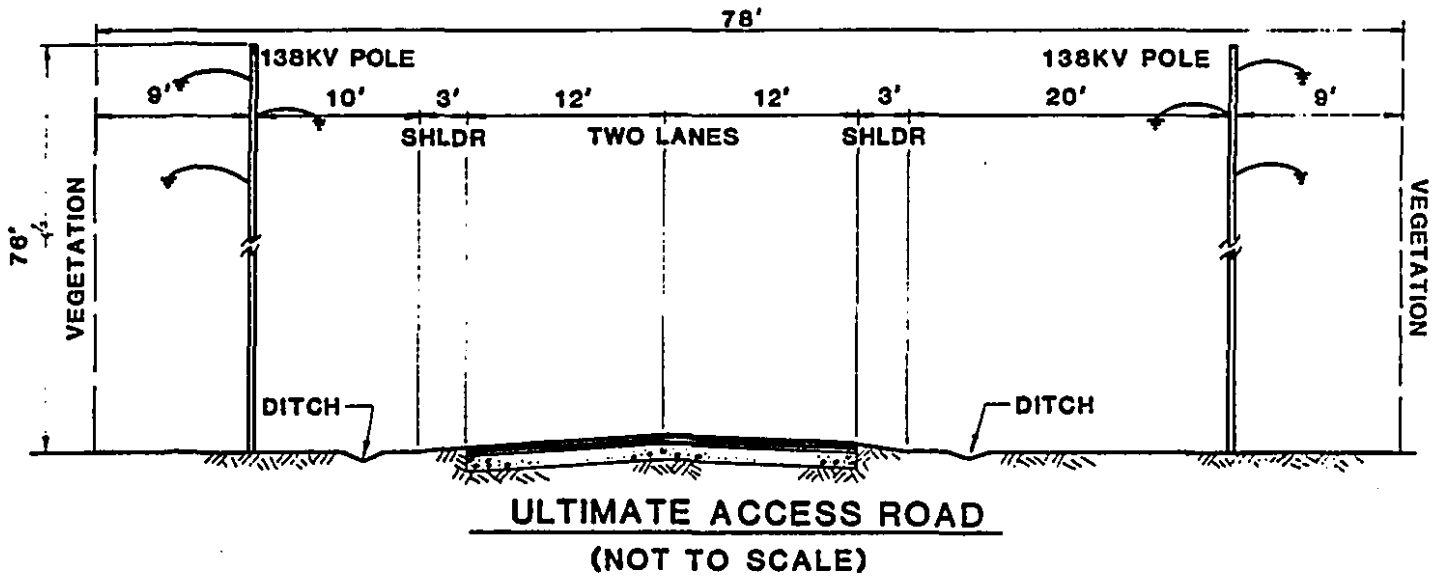 78'
138KV POLE
138KV POLE
9' 10' 3' 12' 12' 3' 20' 9'
SHLDR TWO LANES SHLDR
76'
VEGETATION
VEGETATION
DITCH
DITCH
ULTIMATE ACCESS ROAD
(NOT TO SCALE)